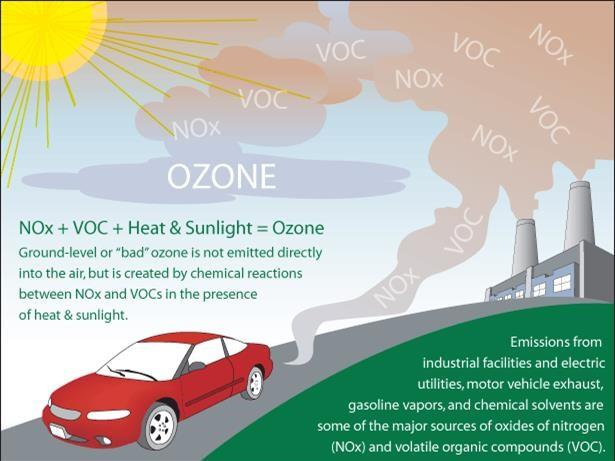 VOC
VOC
NOx
NOx
VOC
VOC
NOx
NOx
OZONE
VOC
NOx
NOx + VOC + Heat & Sunlight = Ozone
Ground-level or “bad” ozone is not emitted directly
into the air, but is created by chemical reactions
between NOx and VOCs in the presence
of heat & sunlight.
Emissions from
industrial facilities and electric
utilities, motor vehicle exhaust,
gasoline vapors, and chemical solvents are
some of the major sources of oxides of nitrogen
(NOx) and volatile organic compounds (VOC).